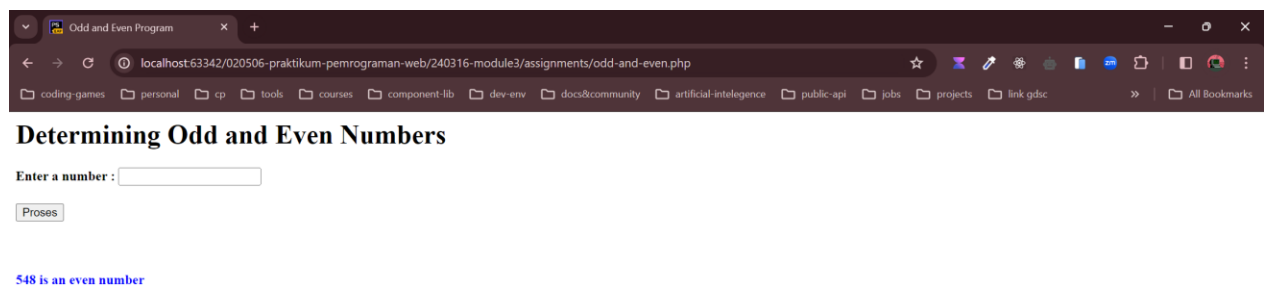 Odd and Even Program
localhost:63342/020506-praktikum-pemrograman-web/240316-module3/assignments/odd-and-even.php
coding-games personal cp tools courses component-lib dev-env docs&community artificial-intelegence public-api jobs projects link gdsc » All Bookmarks
Determining Odd and Even Numbers
Enter a number :
Proses
548 is an even number